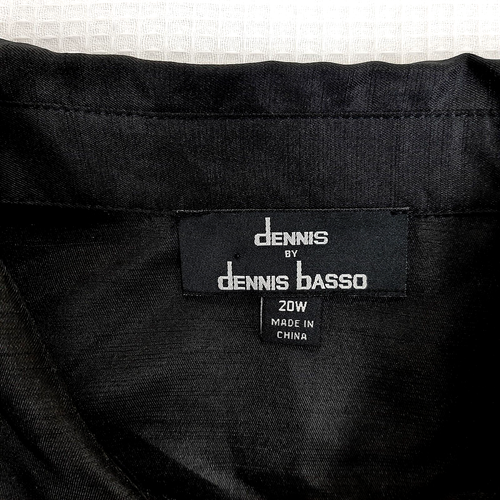 dENNIS
BY
dENNIS bASSO
20W
MADE IN
CHINA